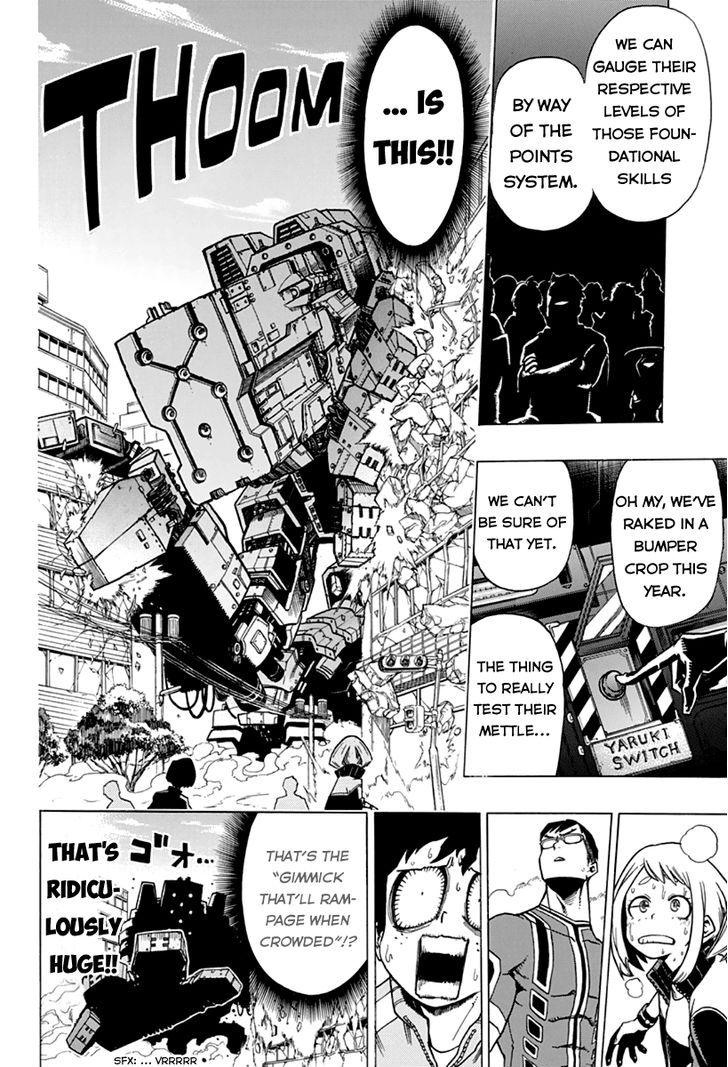 WE CAN
GAUGE THEIR
RESPECTIVE
LEVELS OF
THOSE FOUN-
DATIONAL
SKILLS
BY WAY
OF THE
POINTS
SYSTEM.
OH MY, WE'VE
RAKED IN A
BUMPER
CROP THIS
YEAR.
WE CAN'T
BE SURE OF
THAT YET.
THE THING
TO REALLY
TEST THEIR
METTLE...
YARUKI
SWITCH
... IS
THIS!!
THOOM
THAT'S THE
"GIMMICK
THAT'LL RAM-
PAGE WHEN
CROWDED"!?
ゴォ...
THAT'S
RIDICU-
LOUSLY
HUGE!!
SFX: ... VRRRRR